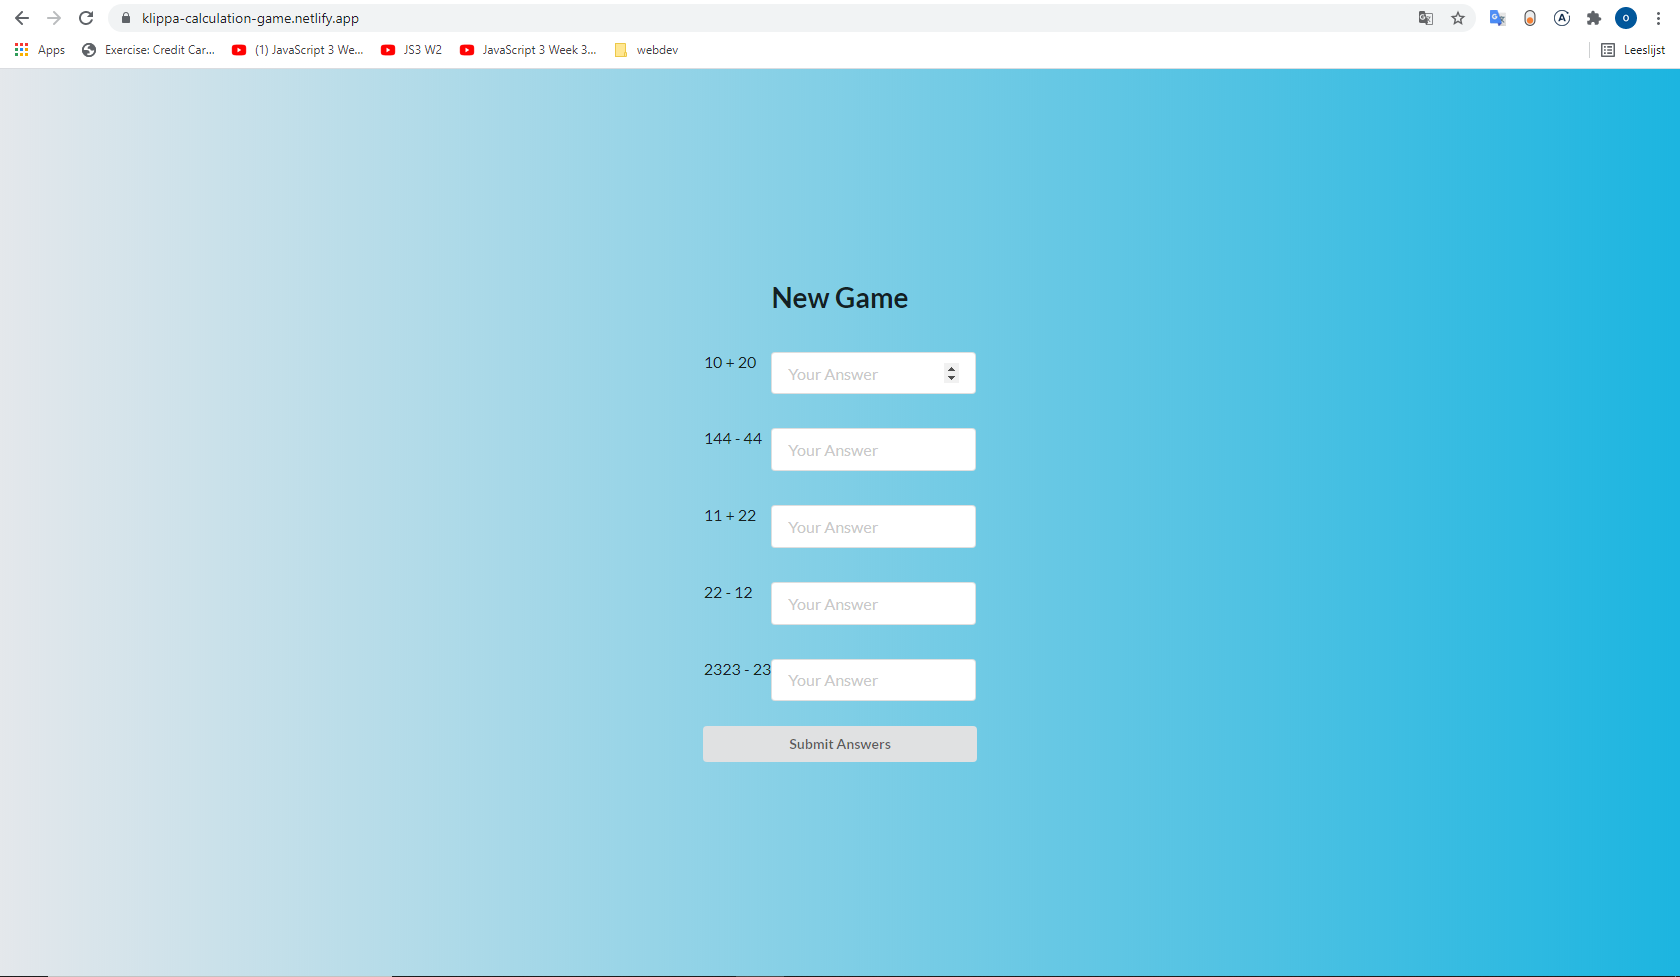 klippa-calculation-game.netlify.app
Apps Exercise: Credit Car... (1) JavaScript 3 We... JS3 W2 JavaScript 3 Week 3... webdev Leeslijst
New Game
10 + 20 Your Answer
144 - 44 Your Answer
11 + 22 Your Answer
22 - 12 Your Answer
2323 - 23 Your Answer
Submit Answers